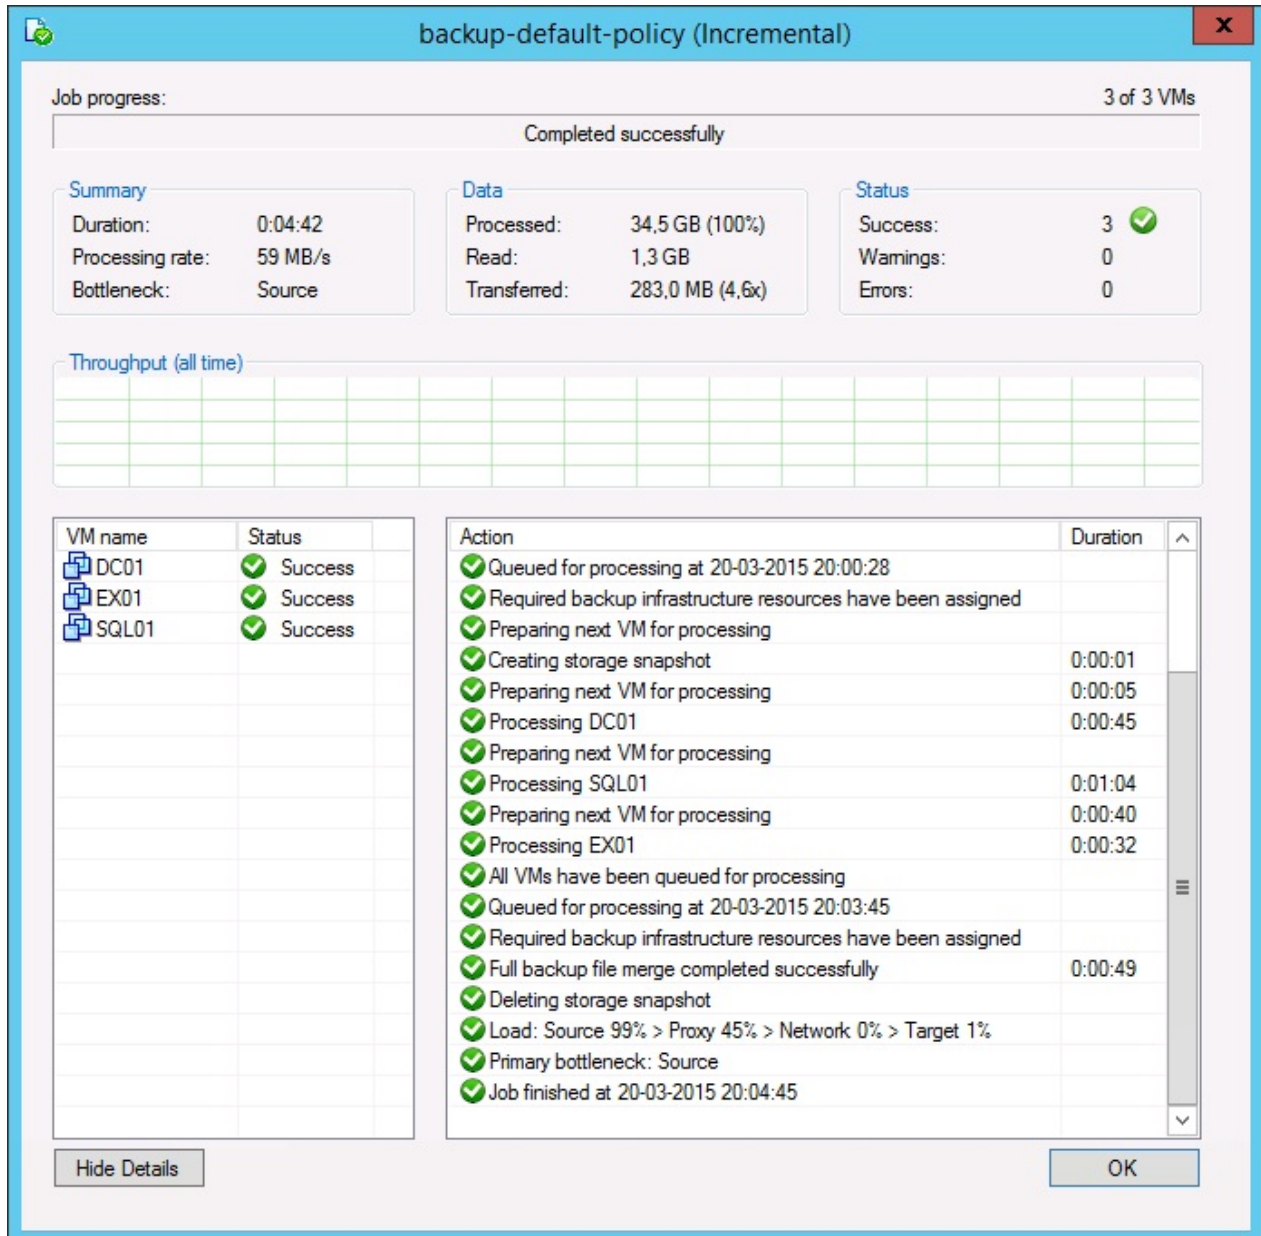 backup-default-policy (Incremental)
x
Job progress: 3 of 3 VMs
Completed successfully
Summary
Duration: 0:04:42
Processing rate: 59 MB/s
Bottleneck: Source
Data
Processed: 34,5 GB (100%)
Read: 1,3 GB
Transferred: 283,0 MB (4,6x)
Status
Success: 3
Warnings: 0
Errors: 0
Throughput (all time)
VM name Status
DC01 Success
EX01 Success
SQL01 Success
Action Duration
Queued for processing at 20-03-2015 20:00:28
Required backup infrastructure resources have been assigned
Preparing next VM for processing
Creating storage snapshot 0:00:01
Preparing next VM for processing 0:00:05
Processing DC01 0:00:45
Preparing next VM for processing
Processing SQL01 0:01:04
Preparing next VM for processing 0:00:40
Processing EX01 0:00:32
All VMs have been queued for processing
Queued for processing at 20-03-2015 20:03:45
Required backup infrastructure resources have been assigned
Full backup file merge completed successfully 0:00:49
Deleting storage snapshot
Load: Source 99% > Proxy 45% > Network 0% > Target 1%
Primary bottleneck: Source
Job finished at 20-03-2015 20:04:45
Hide Details
OK